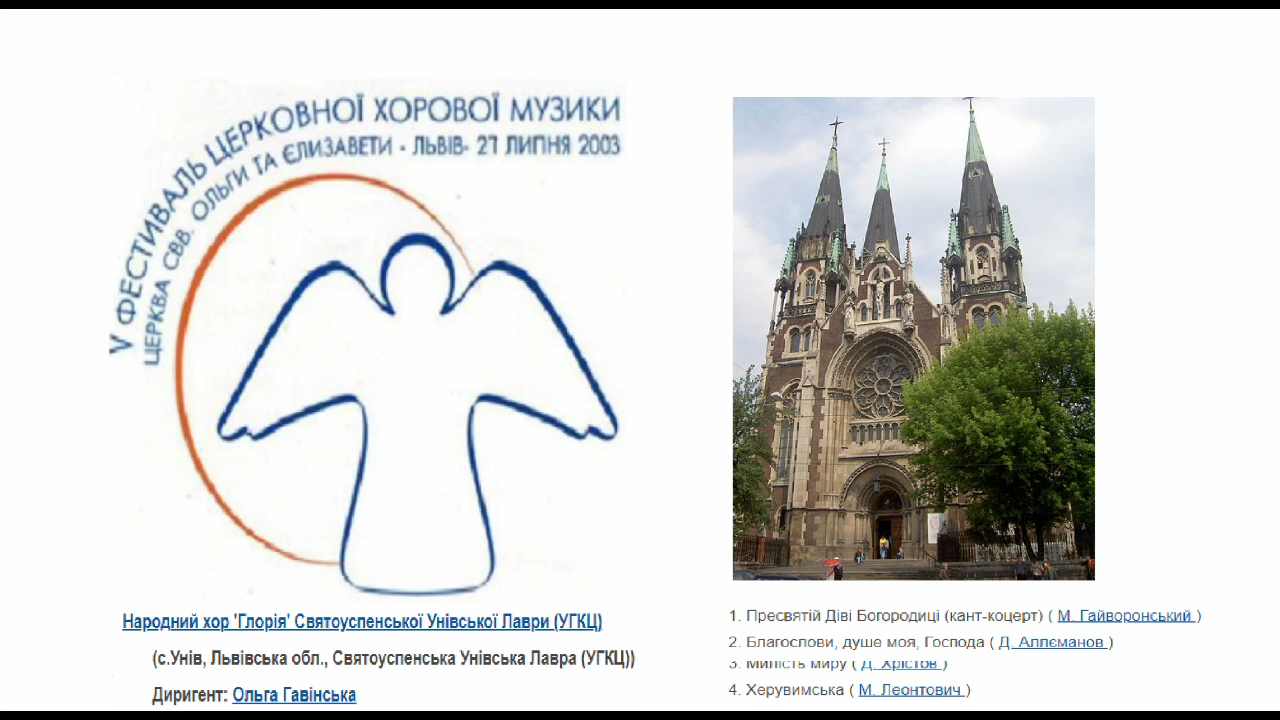 V ФЕСТИВАЛЬ ЦЕРКОВНОЇ ХОРОВОЇ МУЗИКИ
ЦЕРКВА СВВ. ОЛЬГИ ТА ЄЛИЗАВЕТИ - ЛЬВІВ- 27 ЛИПНЯ 2003
Народний хор 'Глорія' Святоуспенської Унівської Лаври (УГКЦ)
(с.Унів, Львівська обл., Святоуспенська Унівська Лавра (УГКЦ))
Диригент: Ольга Гавінська
1. Пресвятій Діві Богородиці (кант-коцерт) ( М. Гайворонський )
2. Благослови, душе моя, Господа ( Д. Аллєманов )
3. Милість миру ( Д. Хрістов )
4. Херувимська ( М. Леонтович )